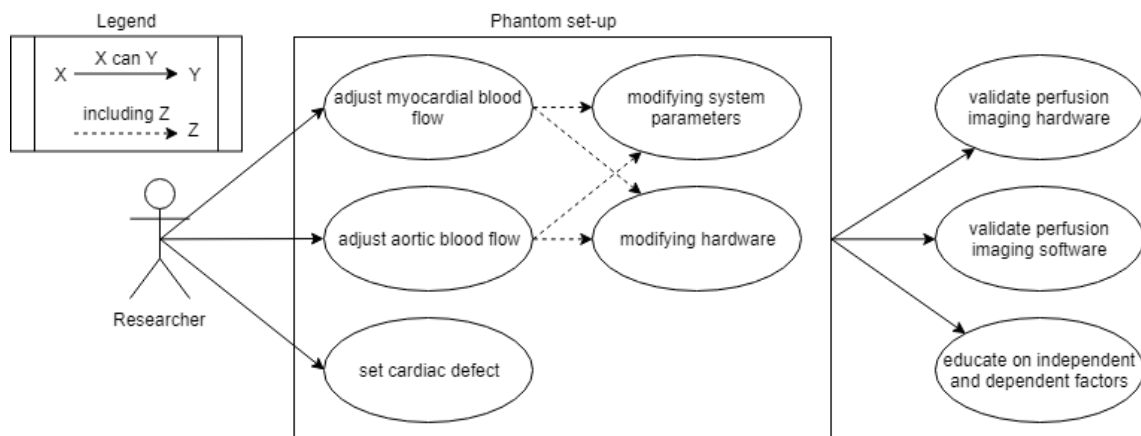 Legend
X can Y
X
Y
including Z
Z
Researcher
Phantom set-up
adjust myocardial blood
flow
adjust aortic blood flow
set cardiac defect
modifying system
parameters
modifying hardware
validate perfusion
imaging hardware
validate perfusion
imaging software
educate on independent
and dependent factors